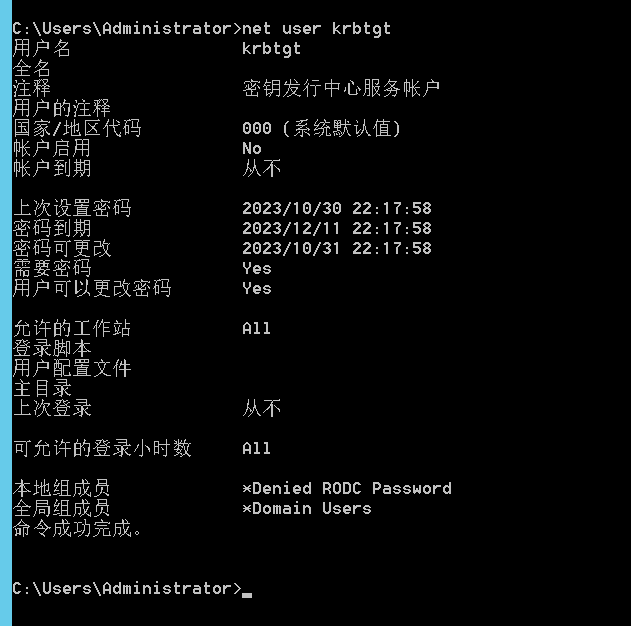 C:\Users\Administrator>net user krbtgt
用户名 krbtgt
全名
注释 密钥发行中心服务帐户
用户的注释
国家/地区代码 000 (系统默认值)
帐户启用 No
帐户到期 从不
上次设置密码 2023/10/30 22:17:58
密码到期 2023/12/11 22:17:58
密码可更改 2023/10/31 22:17:58
需要密码 Yes
用户可以更改密码 Yes
允许的工作站 All
登录脚本
用户配置文件
主目录
上次登录 从不
可允许的登录小时数 All
本地组成员 *Denied RODC Password
全局组成员 *Domain Users
命令成功完成。
C:\Users\Administrator>